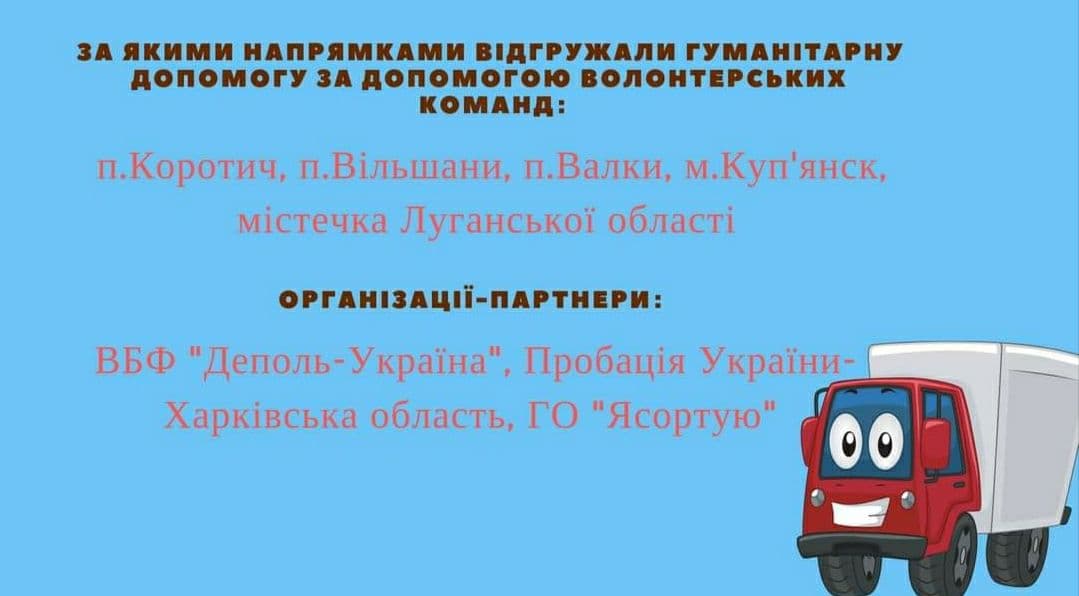 ЗА ЯКИМИ НАПРЯМКАМИ ВІДГРУЖАЛИ ГУМАНІТАРНУ
ДОПОМОГУ ЗА ДОПОМОГОЮ ВОЛОНТЕРСЬКИХ
КОМАНД:
п.Коротич, п.Вільшани, п.Валки, м.Куп'янск,
містечка Луганської області
ОРГАНІЗАЦІЇ-ПАРТНЕРИ:
ВБФ "Деполь-Україна", Пробація України-
Харківська область, ГО "Ясортую"